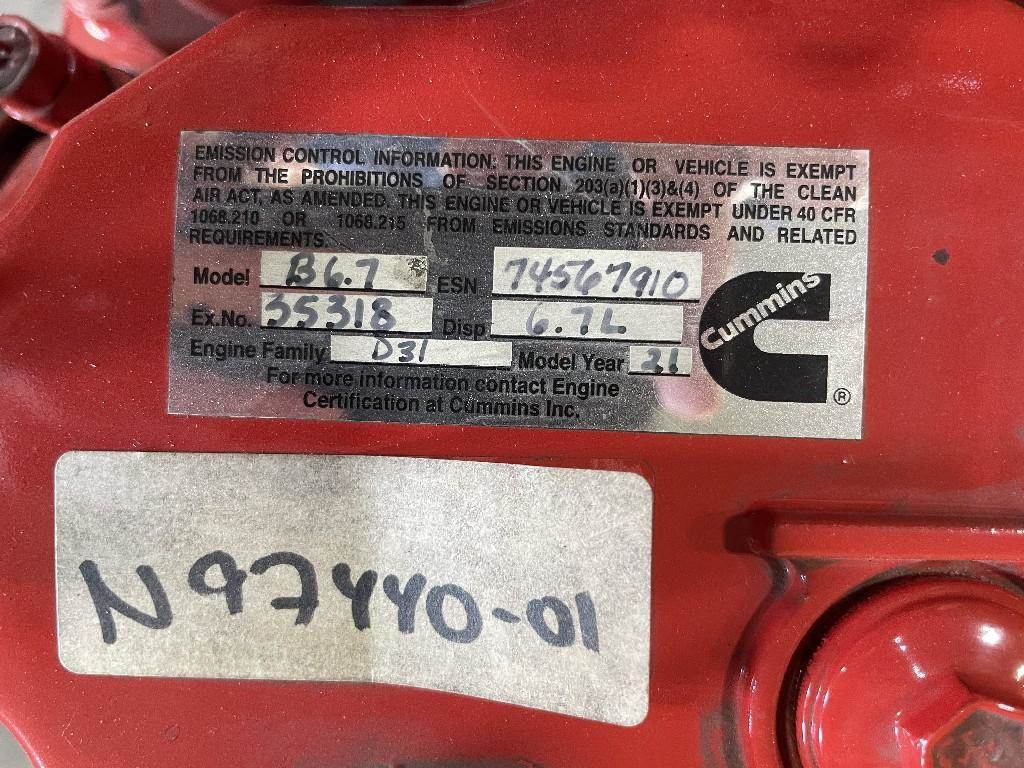 EMISSION CONTROL INFORMATION: THIS ENGINE OR VEHICLE IS EXEMPT
FROM THE PROHIBITIONS OF SECTION 203(a)(1)(3)&(4) OF THE CLEAN
AIR ACT, AS AMENDED. THIS ENGINE OR VEHICLE IS EXEMPT UNDER 40 CFR
1068.210 OR 1068.215 FROM EMISSIONS STANDARDS AND RELATED
REQUIREMENTS.
Model B6.7 ESN 74567910
Ex.No. 35318 Disp 6.7L
Engine Family D31 Model Year 21
For more information contact Engine
Certification at Cummins Inc.
Cummins
®
N97440-01